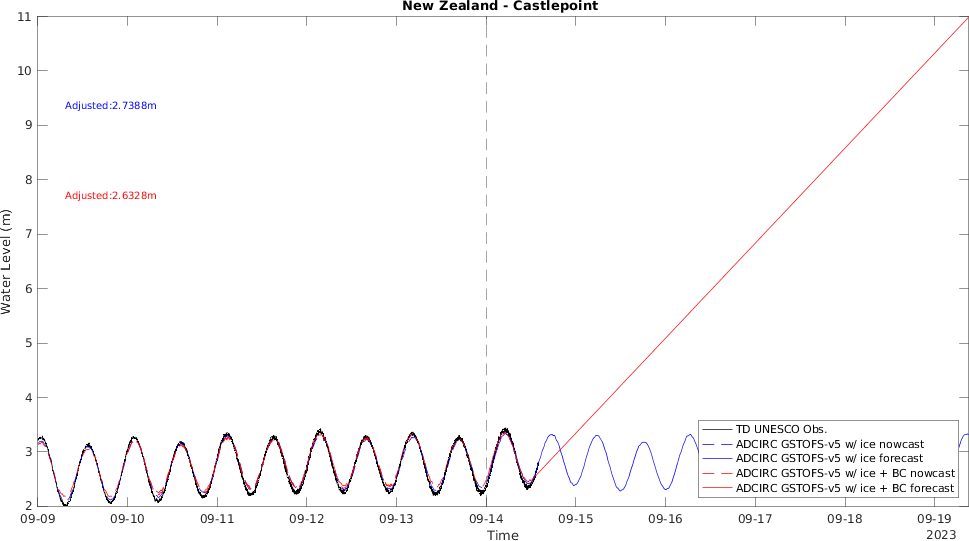 New Zealand - Castlepoint
11
10
9
8
7
6
5
4
3
2
Water Level (m)
Adjusted:2.7388m
Adjusted:2.6328m
TD UNESCO Obs.
ADCIRC GSTOFS-v5 w/ ice nowcast
ADCIRC GSTOFS-v5 w/ ice forecast
ADCIRC GSTOFS-v5 w/ ice + BC nowcast
ADCIRC GSTOFS-v5 w/ ice + BC forecast
09-09 09-10 09-11 09-12 09-13 09-14 09-15 09-16 09-17 09-18 09-19
Time
2023